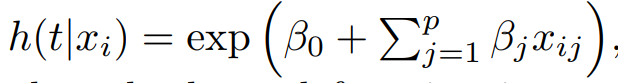 h(t|x_i) = exp(β_0 + ∑_{j=1}^{p} β_j x_{ij}),